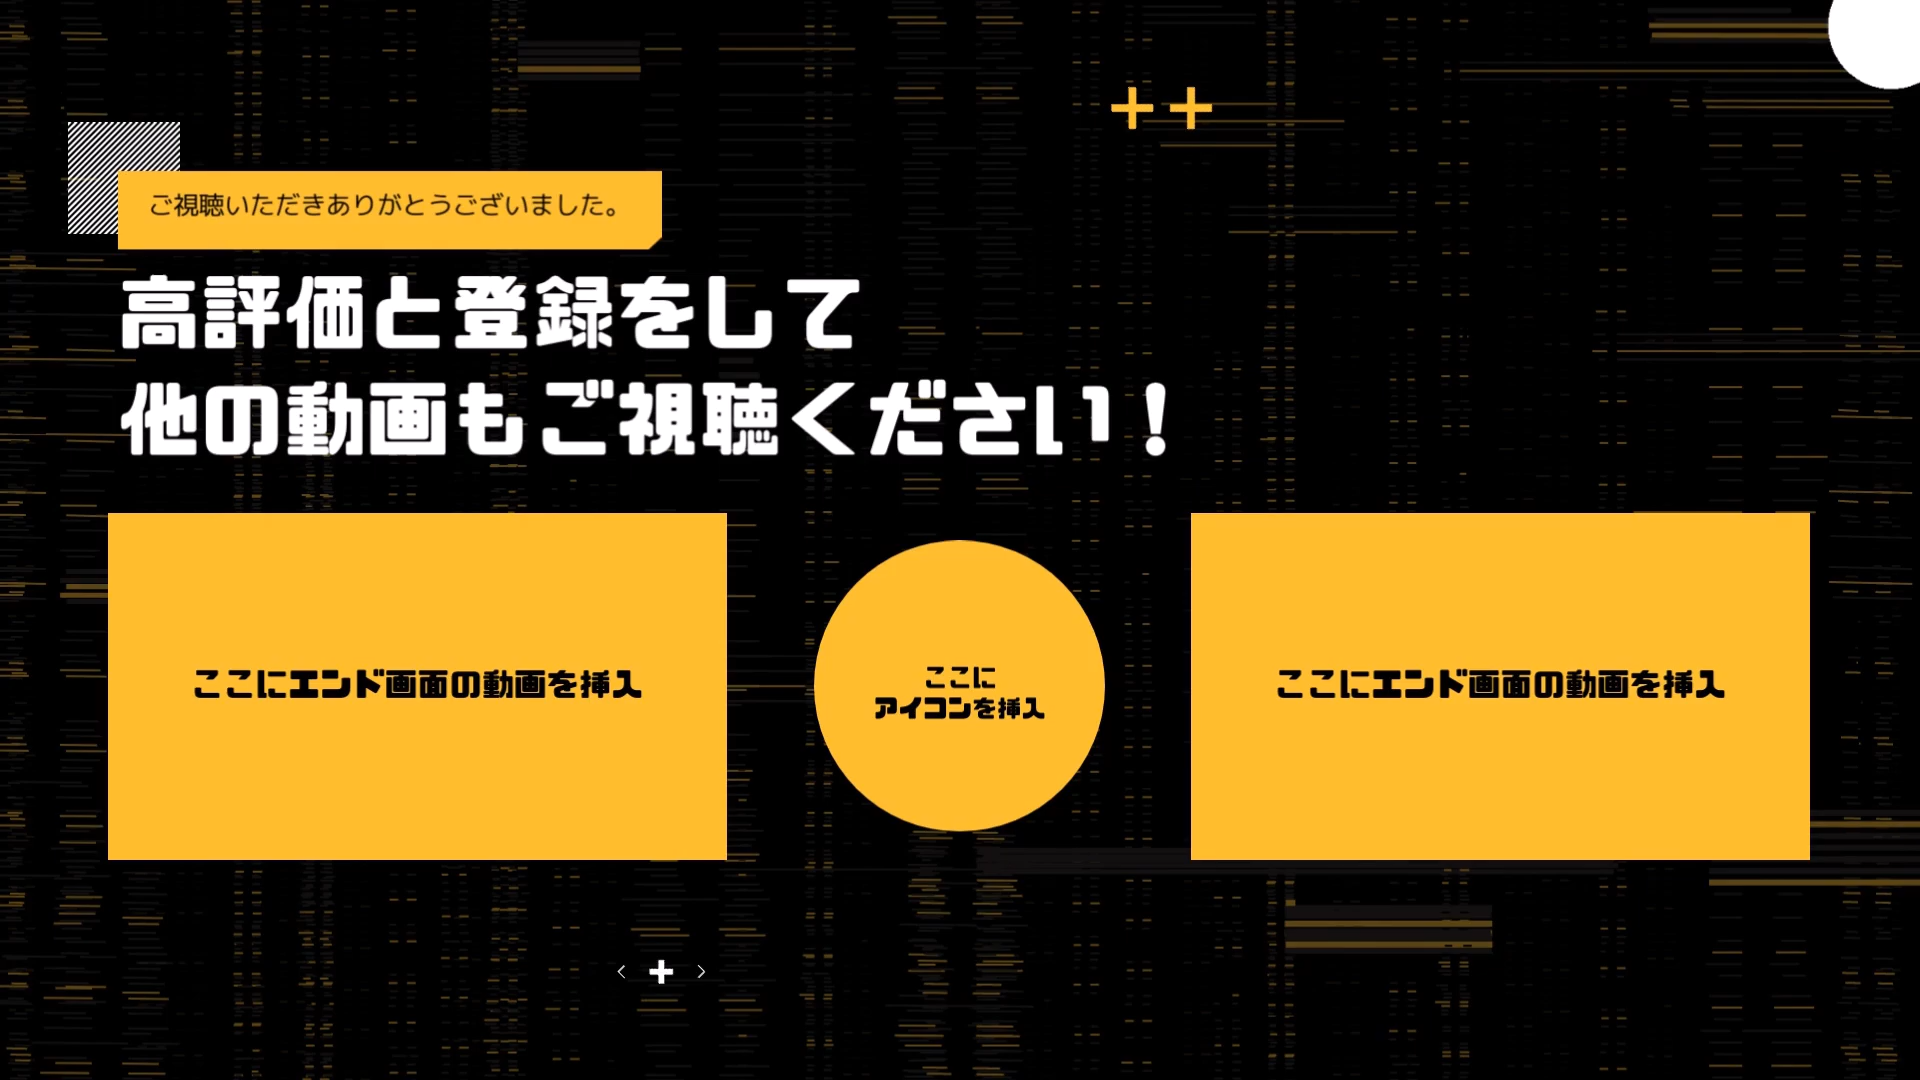 ご視聴いただきありがとうございました。
高評価と登録をして
他の動画もご視聴ください！
ここにエンド画面の動画を挿入
ここに
アイコンを挿入
ここにエンド画面の動画を挿入